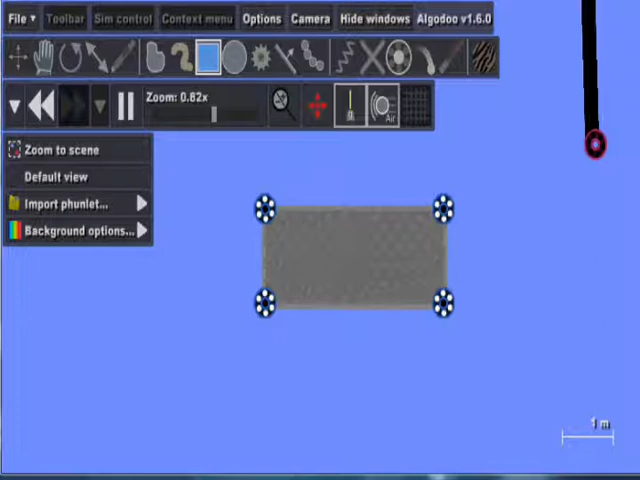 File ▾ Toolbar Sim control Context menu Options Camera Hide windows Algodoo v1.6.0
Zoom: 0.82x
Air
Zoom to scene
Default view
Import phunlet...
Background options...
1 m